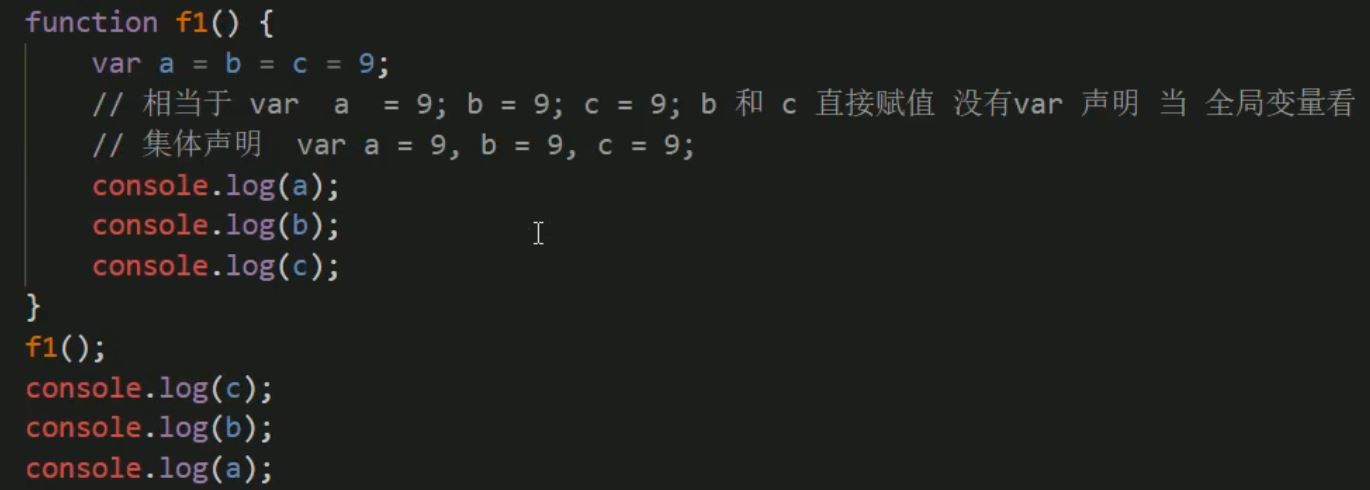 function f1() {
    var a = b = c = 9;
    // 相当于 var  a  = 9; b = 9; c = 9; b 和 c 直接赋值 没有var 声明 当 全局变量看
    // 集体声明  var a = 9, b = 9, c = 9;
    console.log(a);
    console.log(b);
    console.log(c);
}
f1();
console.log(c);
console.log(b);
console.log(a);